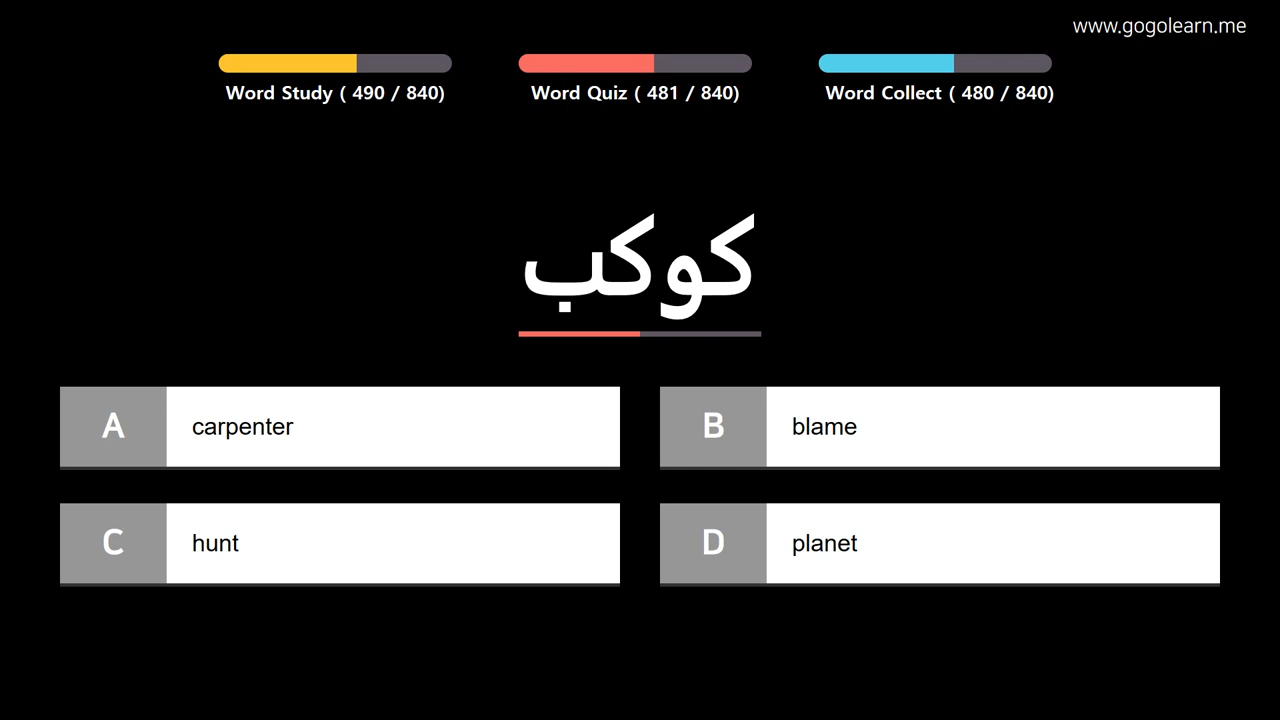 www.gogolearn.me
Word Study ( 490 / 840)
Word Quiz ( 481 / 840)
Word Collect ( 480 / 840)
كوكب
A carpenter
B blame
C hunt
D planet